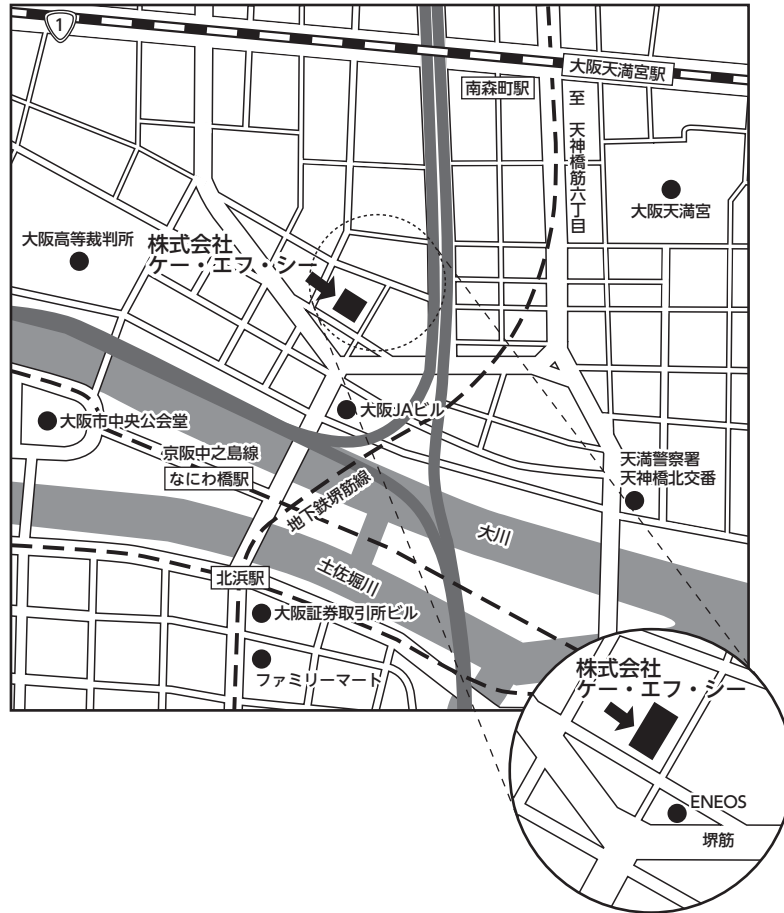 1
大阪天満宮駅
南森町駅
至 天神橋筋六丁目
大阪天満宮
大阪高等裁判所
株式会社
ケー・エフ・シー
大阪JAビル
大阪市中央公会堂
京阪中之島線
なにわ橋駅
地下鉄堺筋線
天満警察署
天神橋北交番
大川
土佐堀川
北浜駅
大阪証券取引所ビル
ファミリーマート
株式会社
ケー・エフ・シー
ENEOS
堺筋